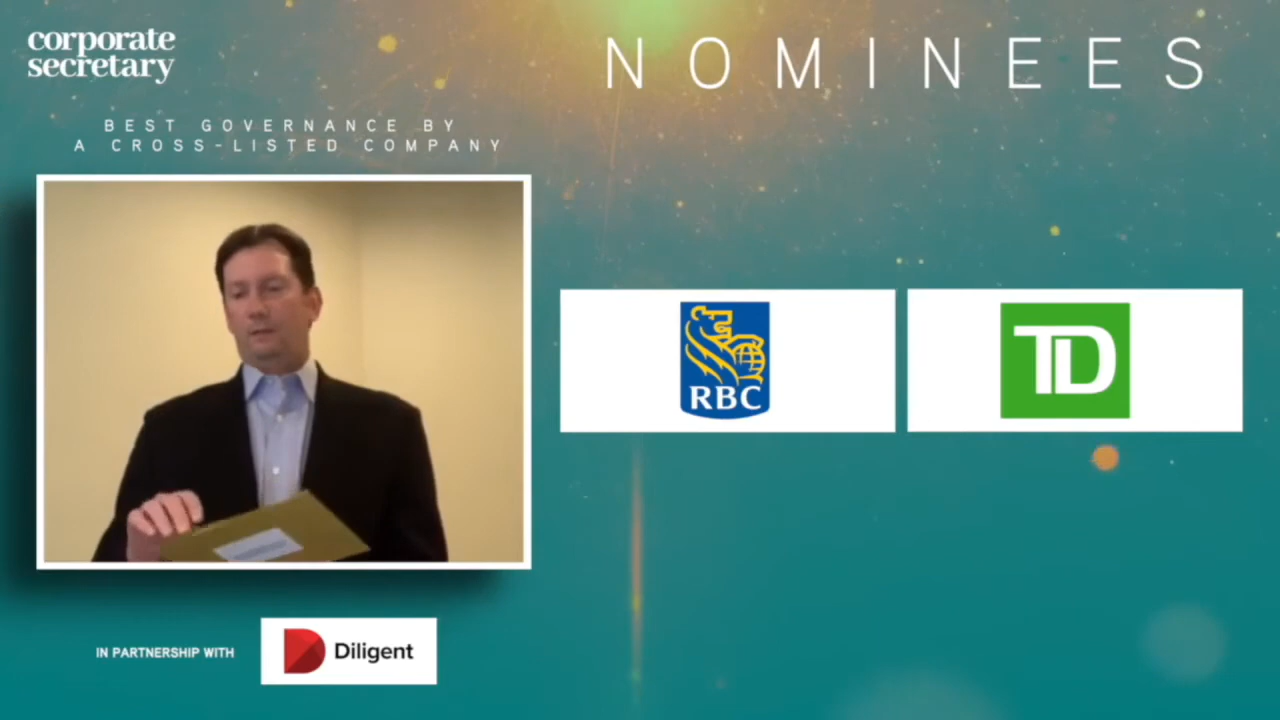 corporate
secretary
NOMINEES
BEST GOVERNANCE BY
A CROSS-LISTED COMPANY
RBC
TD
IN PARTNERSHIP WITH
Diligent